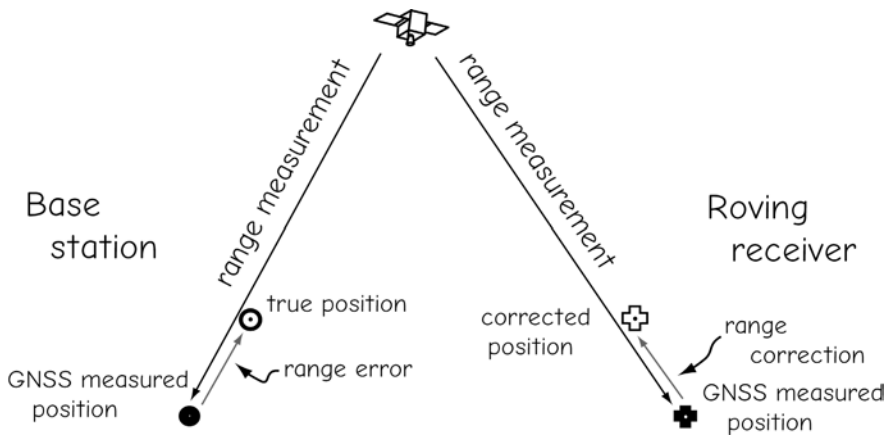 range measurement
range measurement
Base
station
Roving
receiver
true position
range error
GNSS measured
position
corrected
position
range
correction
GNSS measured
position